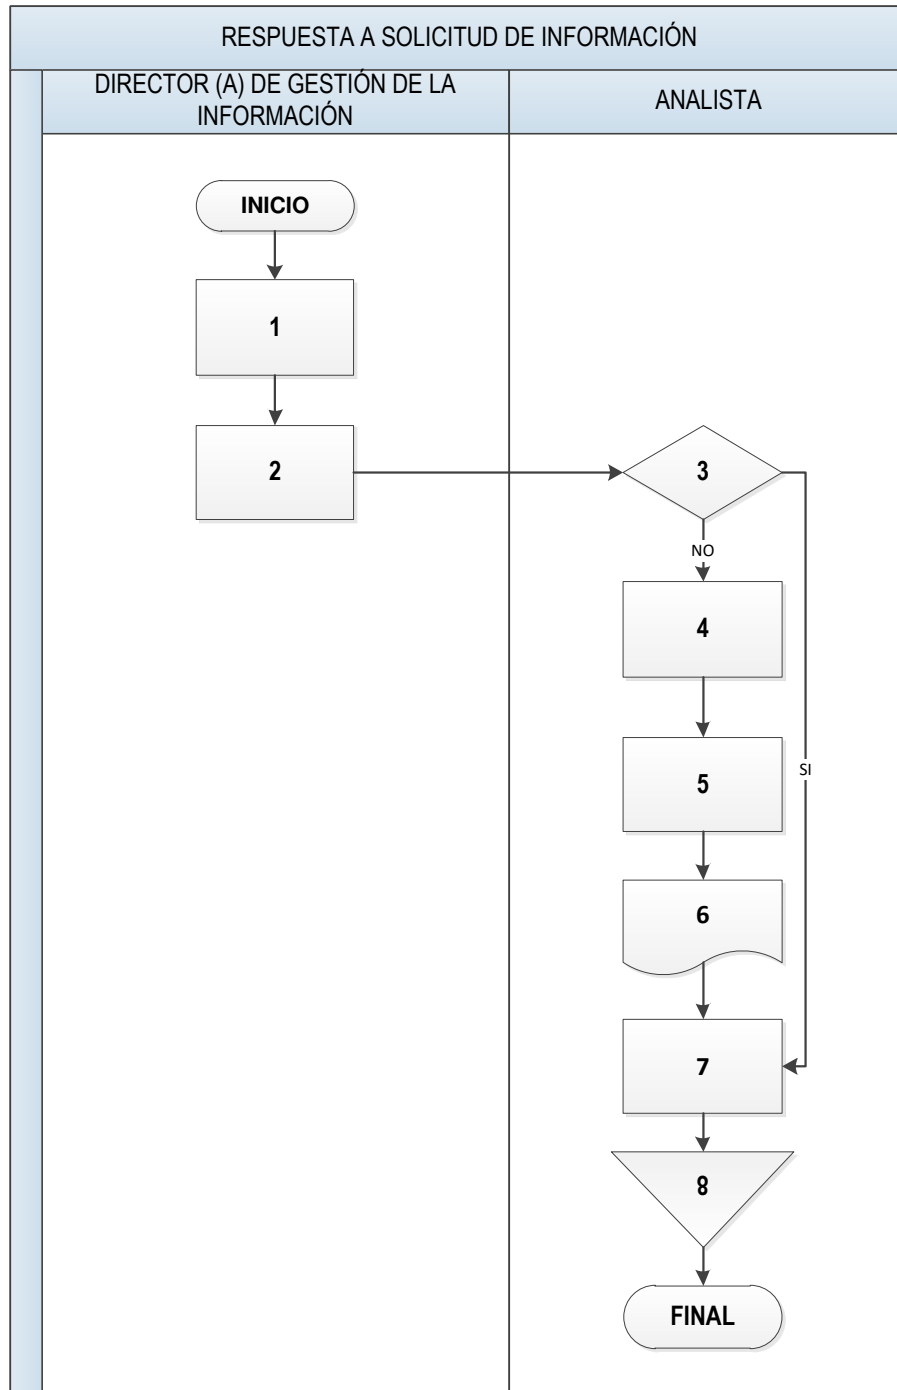 RESPUESTA A SOLICITUD DE INFORMACIÓN
DIRECTOR (A) DE GESTIÓN DE LA
INFORMACIÓN
ANALISTA
INICIO
1
2
3
NO
4
5
SI
6
7
8
FINAL